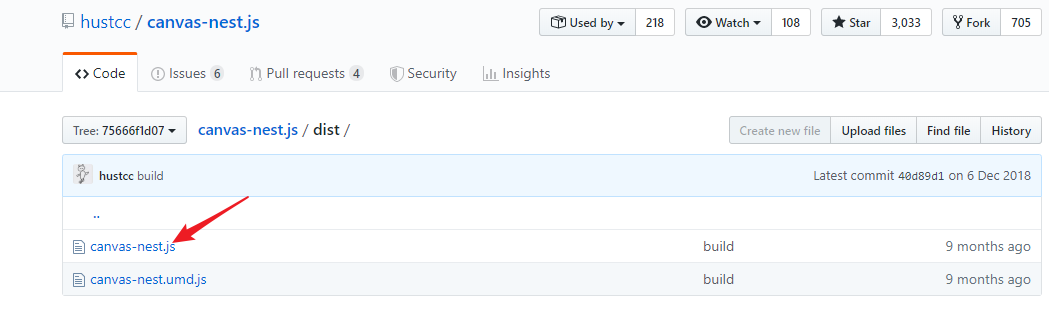 hustcc / canvas-nest.js Used by 218 Watch 108 Star 3,033 Fork 705
Code Issues 6 Pull requests 4 Security Insights
Tree: 75666f1d07 canvas-nest.js / dist / Create new file Upload files Find file History
hustcc build Latest commit 40d89d1 on 6 Dec 2018
..
canvas-nest.js build 9 months ago
canvas-nest.umd.js build 9 months ago